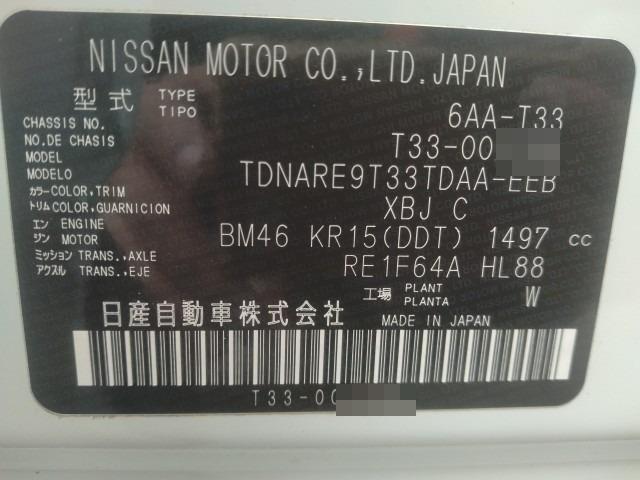 NISSAN MOTOR CO.,LTD.JAPAN
型式 TYPE TIPO 6AA-T33
CHASSIS NO.
NO.DE CHASIS T33-00
MODEL
MODELO TDNARE9T33TDAA-EEB
カラー COLOR,TRIM
トリム COLOR,GUARNICION XBJ C
エン ENGINE
ジン MOTOR BM46 KR15(DDT) 1497 cc
ミッション TRANS.,AXLE
アクスル TRANS.,EJE RE1F64A HL88
工場 PLANT PLANTA W
日産自動車株式会社 MADE IN JAPAN
T33-00